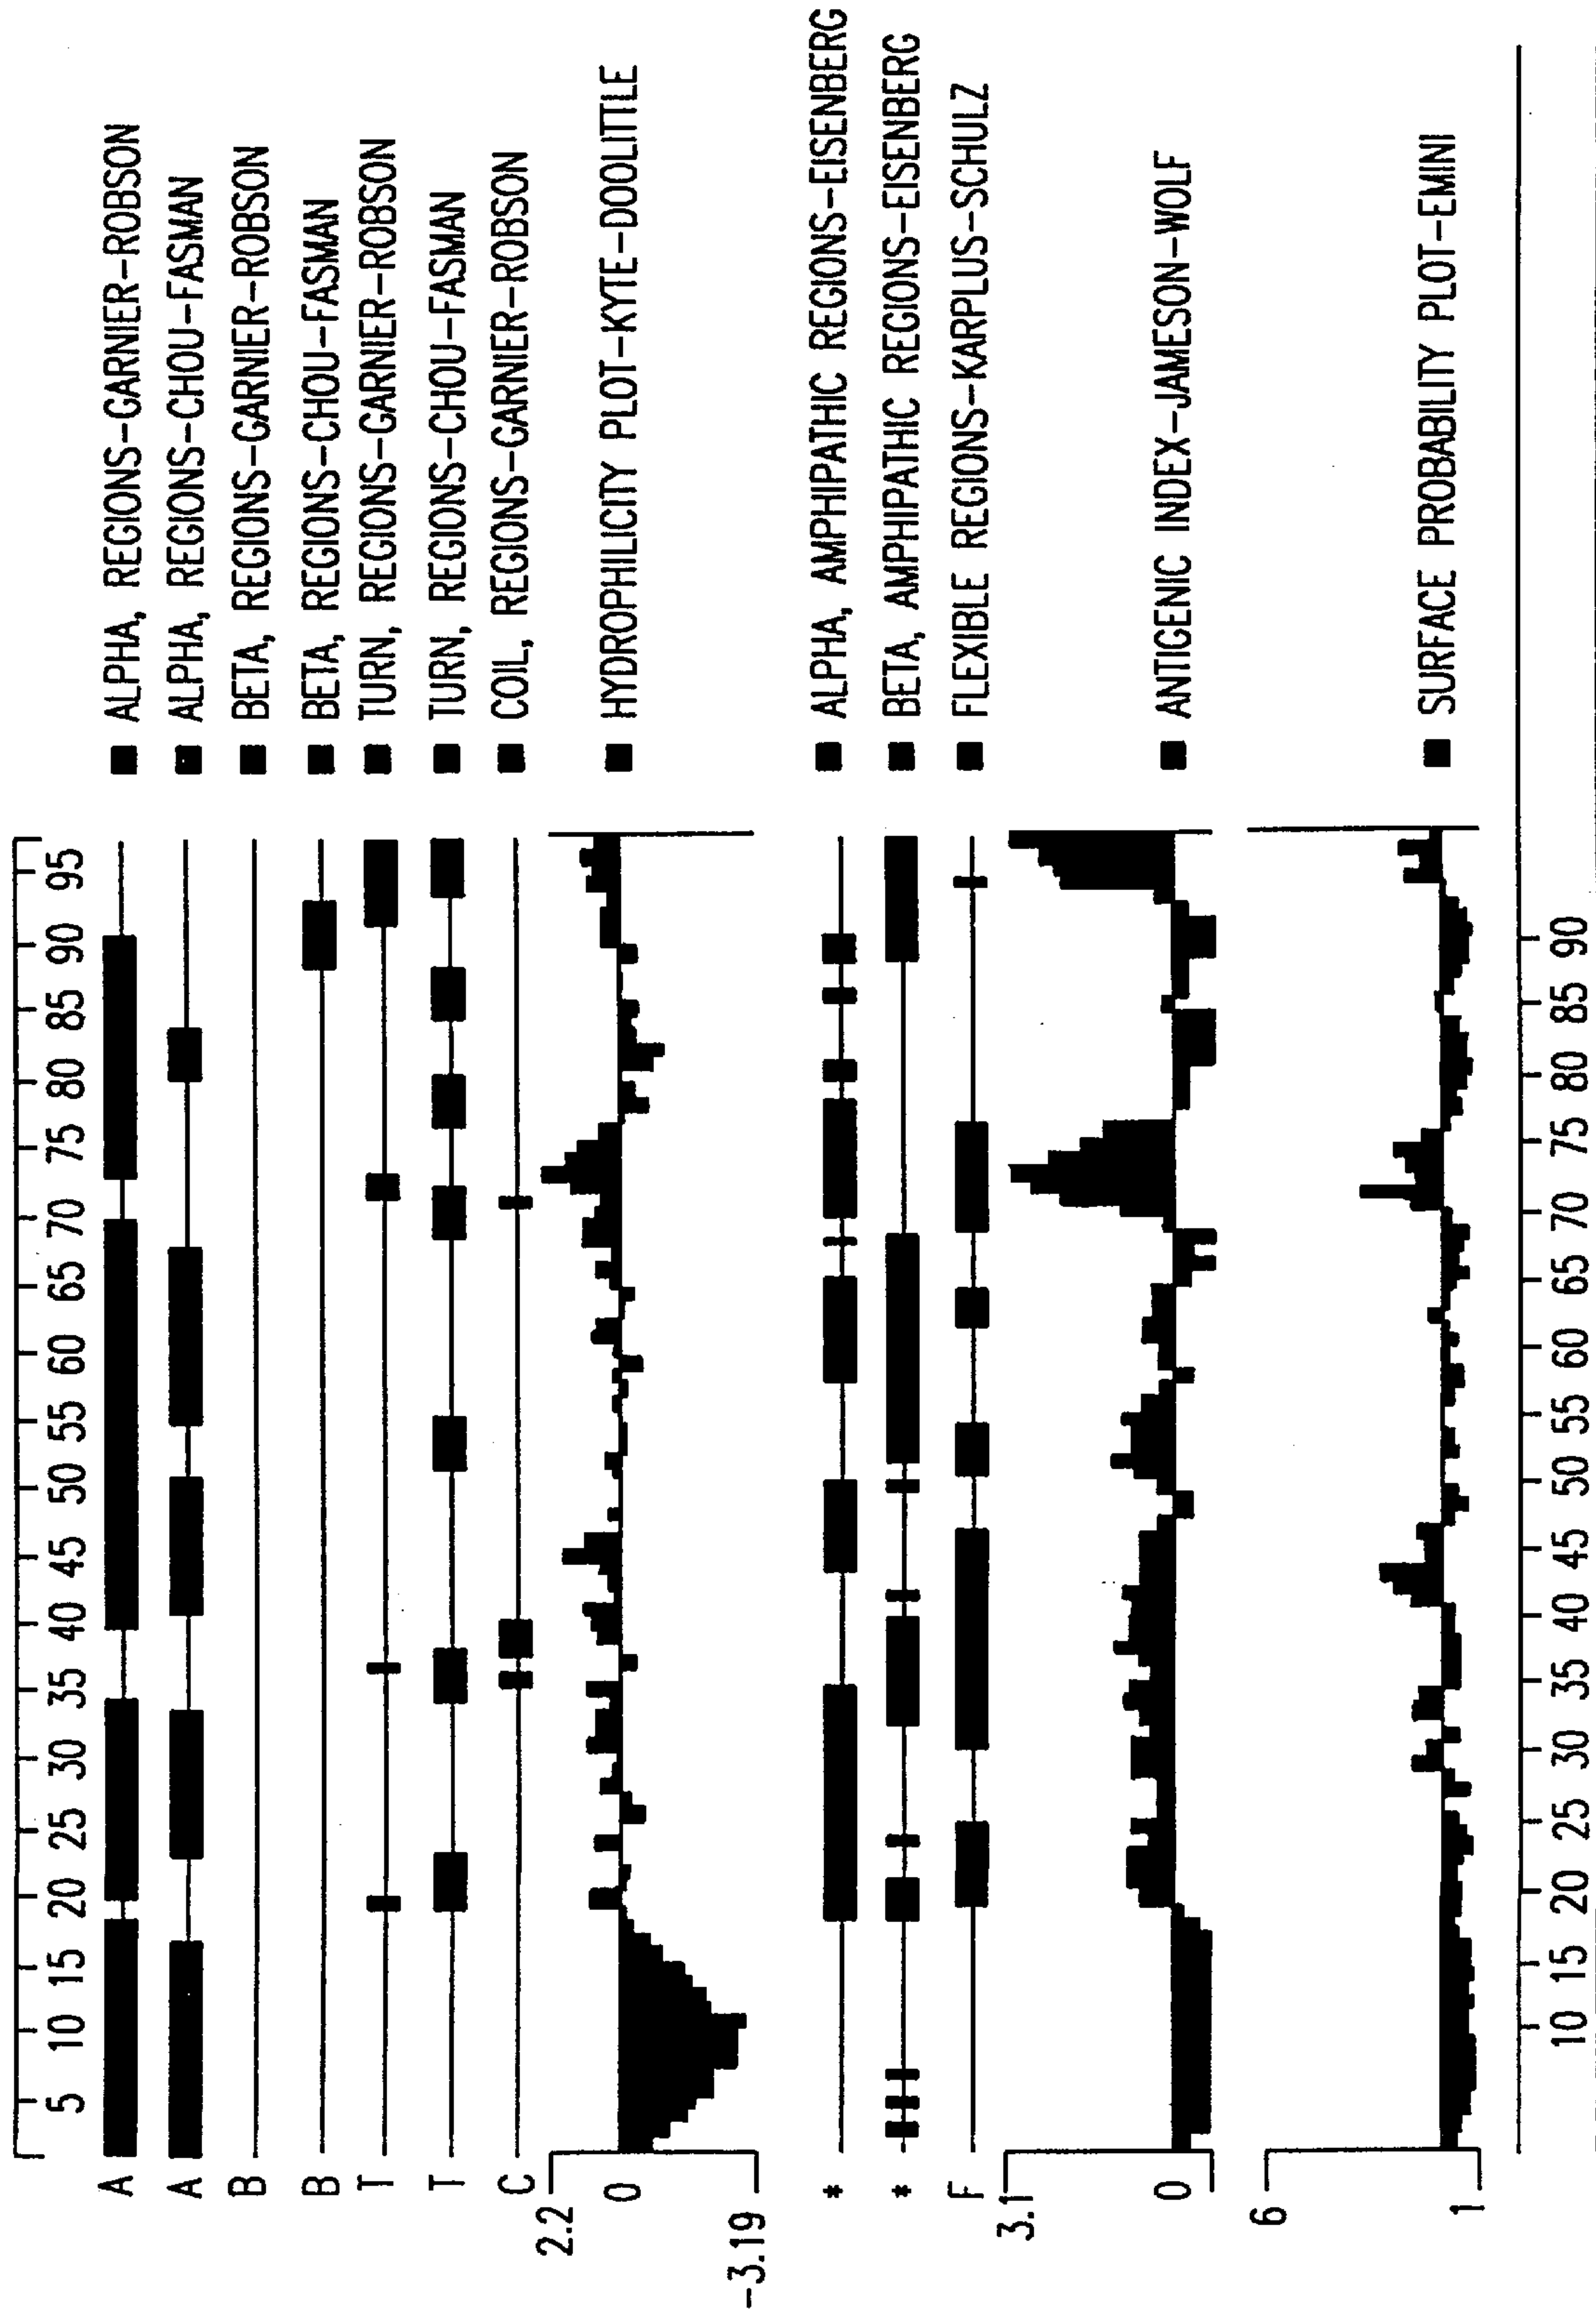 5 10 15 20 25 30 35 40 45 50 55 60 65 70 75 80 85 90 95
A ALPHA, REGIONS-GARNIER-ROBSON
A ALPHA, REGIONS-CHOU-FASMAN
B BETA, REGIONS-GARNIER-ROBSON
B BETA, REGIONS-CHOU-FASMAN
T TURN, REGIONS-GARNIER-ROBSON
T TURN, REGIONS-CHOU-FASMAN
C COIL, REGIONS-GARNIER-ROBSON
2.2
0 HYDROPHILICITY PLOT-KYTE-DOOLITTLE
-3.19
* ALPHA, AMPHIPATHIC REGIONS-EISENBERG
* BETA, AMPHIPATHIC REGIONS-EISENBERG
F FLEXIBLE REGIONS-KARPLUS-SCHULZ
3.1
0 ANTIGENIC INDEX-JAMESON-WOLF
6
SURFACE PROBABILITY PLOT-EMINI
1
10 15 20 25 30 35 40 45 50 55 60 65 70 75 80 85 90